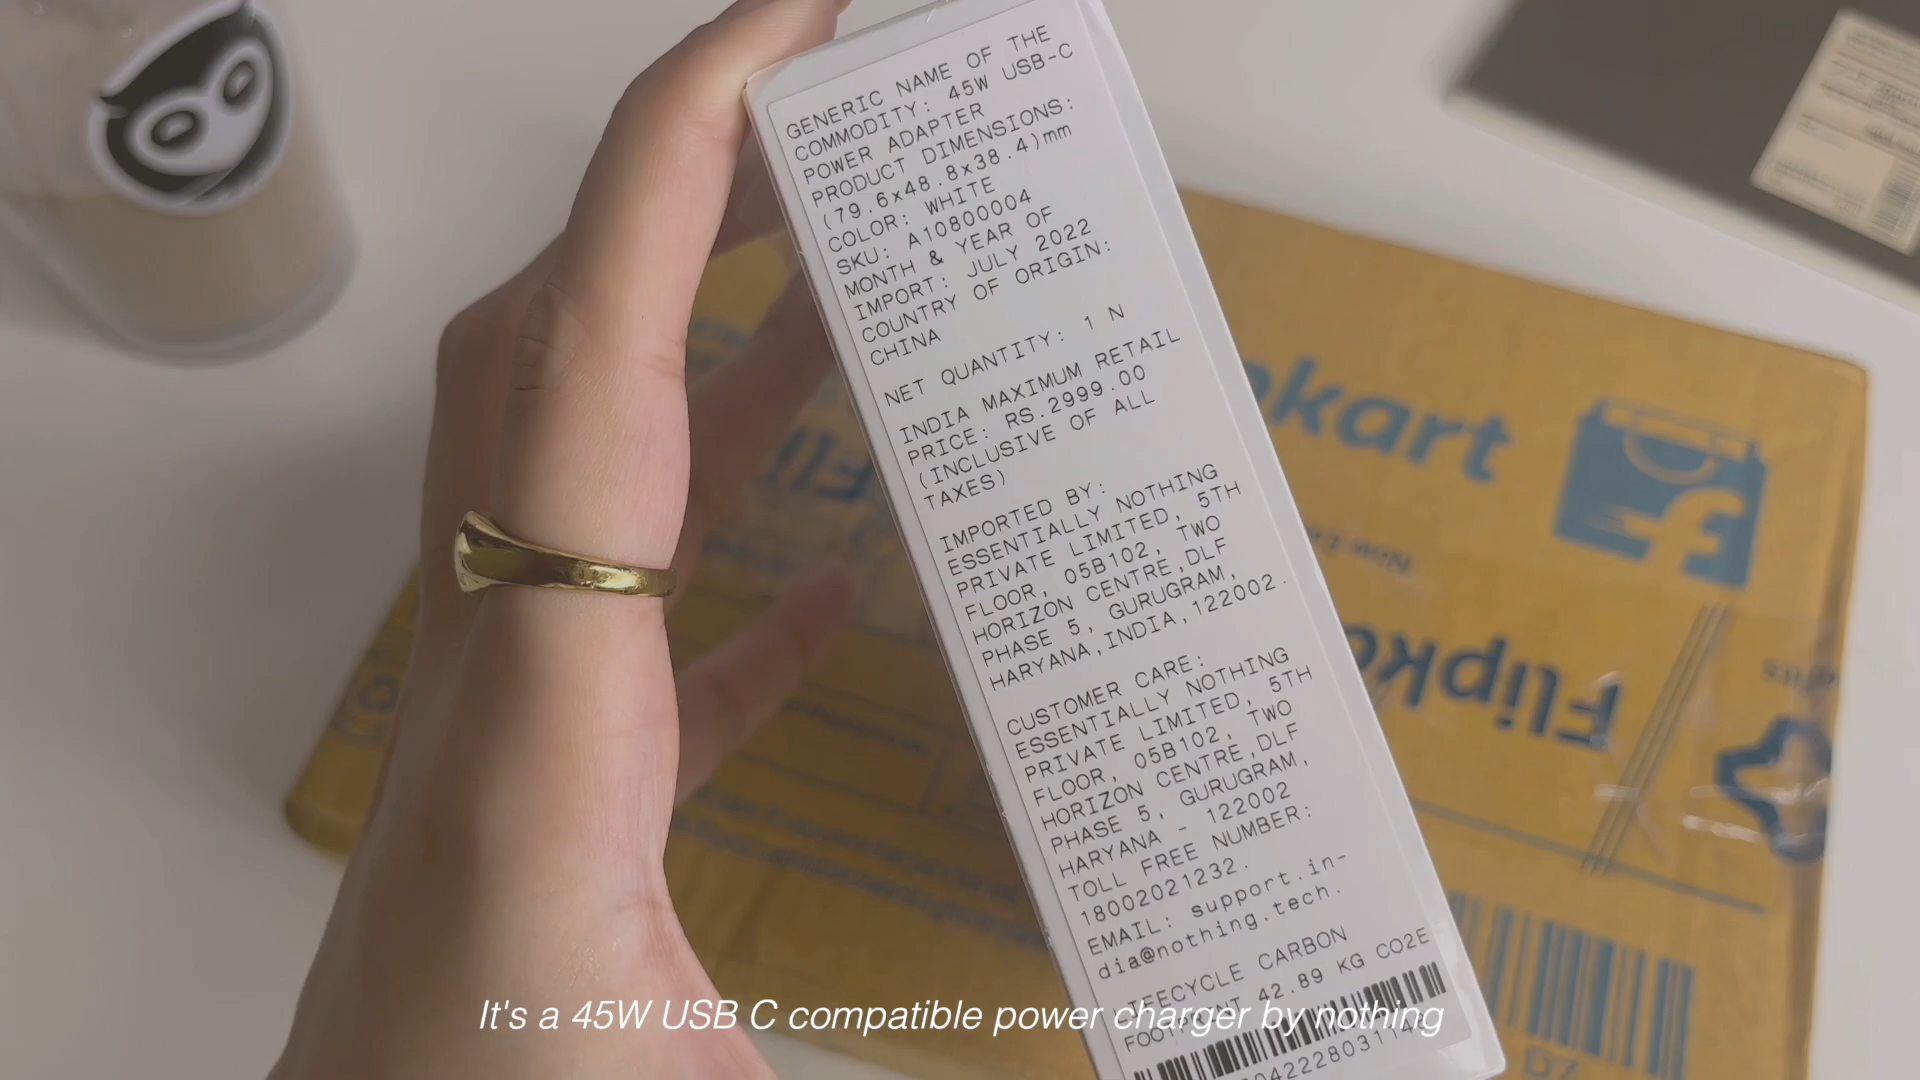 GENERIC NAME OF THE
COMMODITY: 45W USB-C
POWER ADAPTER
PRODUCT DIMENSIONS:
(79.6x48.8x38.4)mm
COLOR: WHITE
SKU: A10800004
MONTH & YEAR OF
IMPORT: JULY 2022
COUNTRY OF ORIGIN:
CHINA
NET QUANTITY: 1 N
INDIA MAXIMUM RETAIL
PRICE: RS.2999.00
(INCLUSIVE OF ALL
TAXES)
IMPORTED BY:
ESSENTIALLY NOTHING
PRIVATE LIMITED, 5TH
FLOOR, 05B102, TWO
HORIZON CENTRE,DLF
PHASE 5, GURUGRAM,
HARYANA,INDIA,122002.
CUSTOMER CARE:
ESSENTIALLY NOTHING
PRIVATE LIMITED, 5TH
FLOOR, 05B102, TWO
HORIZON CENTRE,DLF
PHASE 5, GURUGRAM,
HARYANA - 122002
TOLL FREE NUMBER:
18002021232.
EMAIL: support.in-
dia@nothing.tech.
LIFECYCLE CARBON
FOOTPRINT 42.89 KG CO2E
pkart
Flipk
It's a 45W USB C compatible power charger by nothing